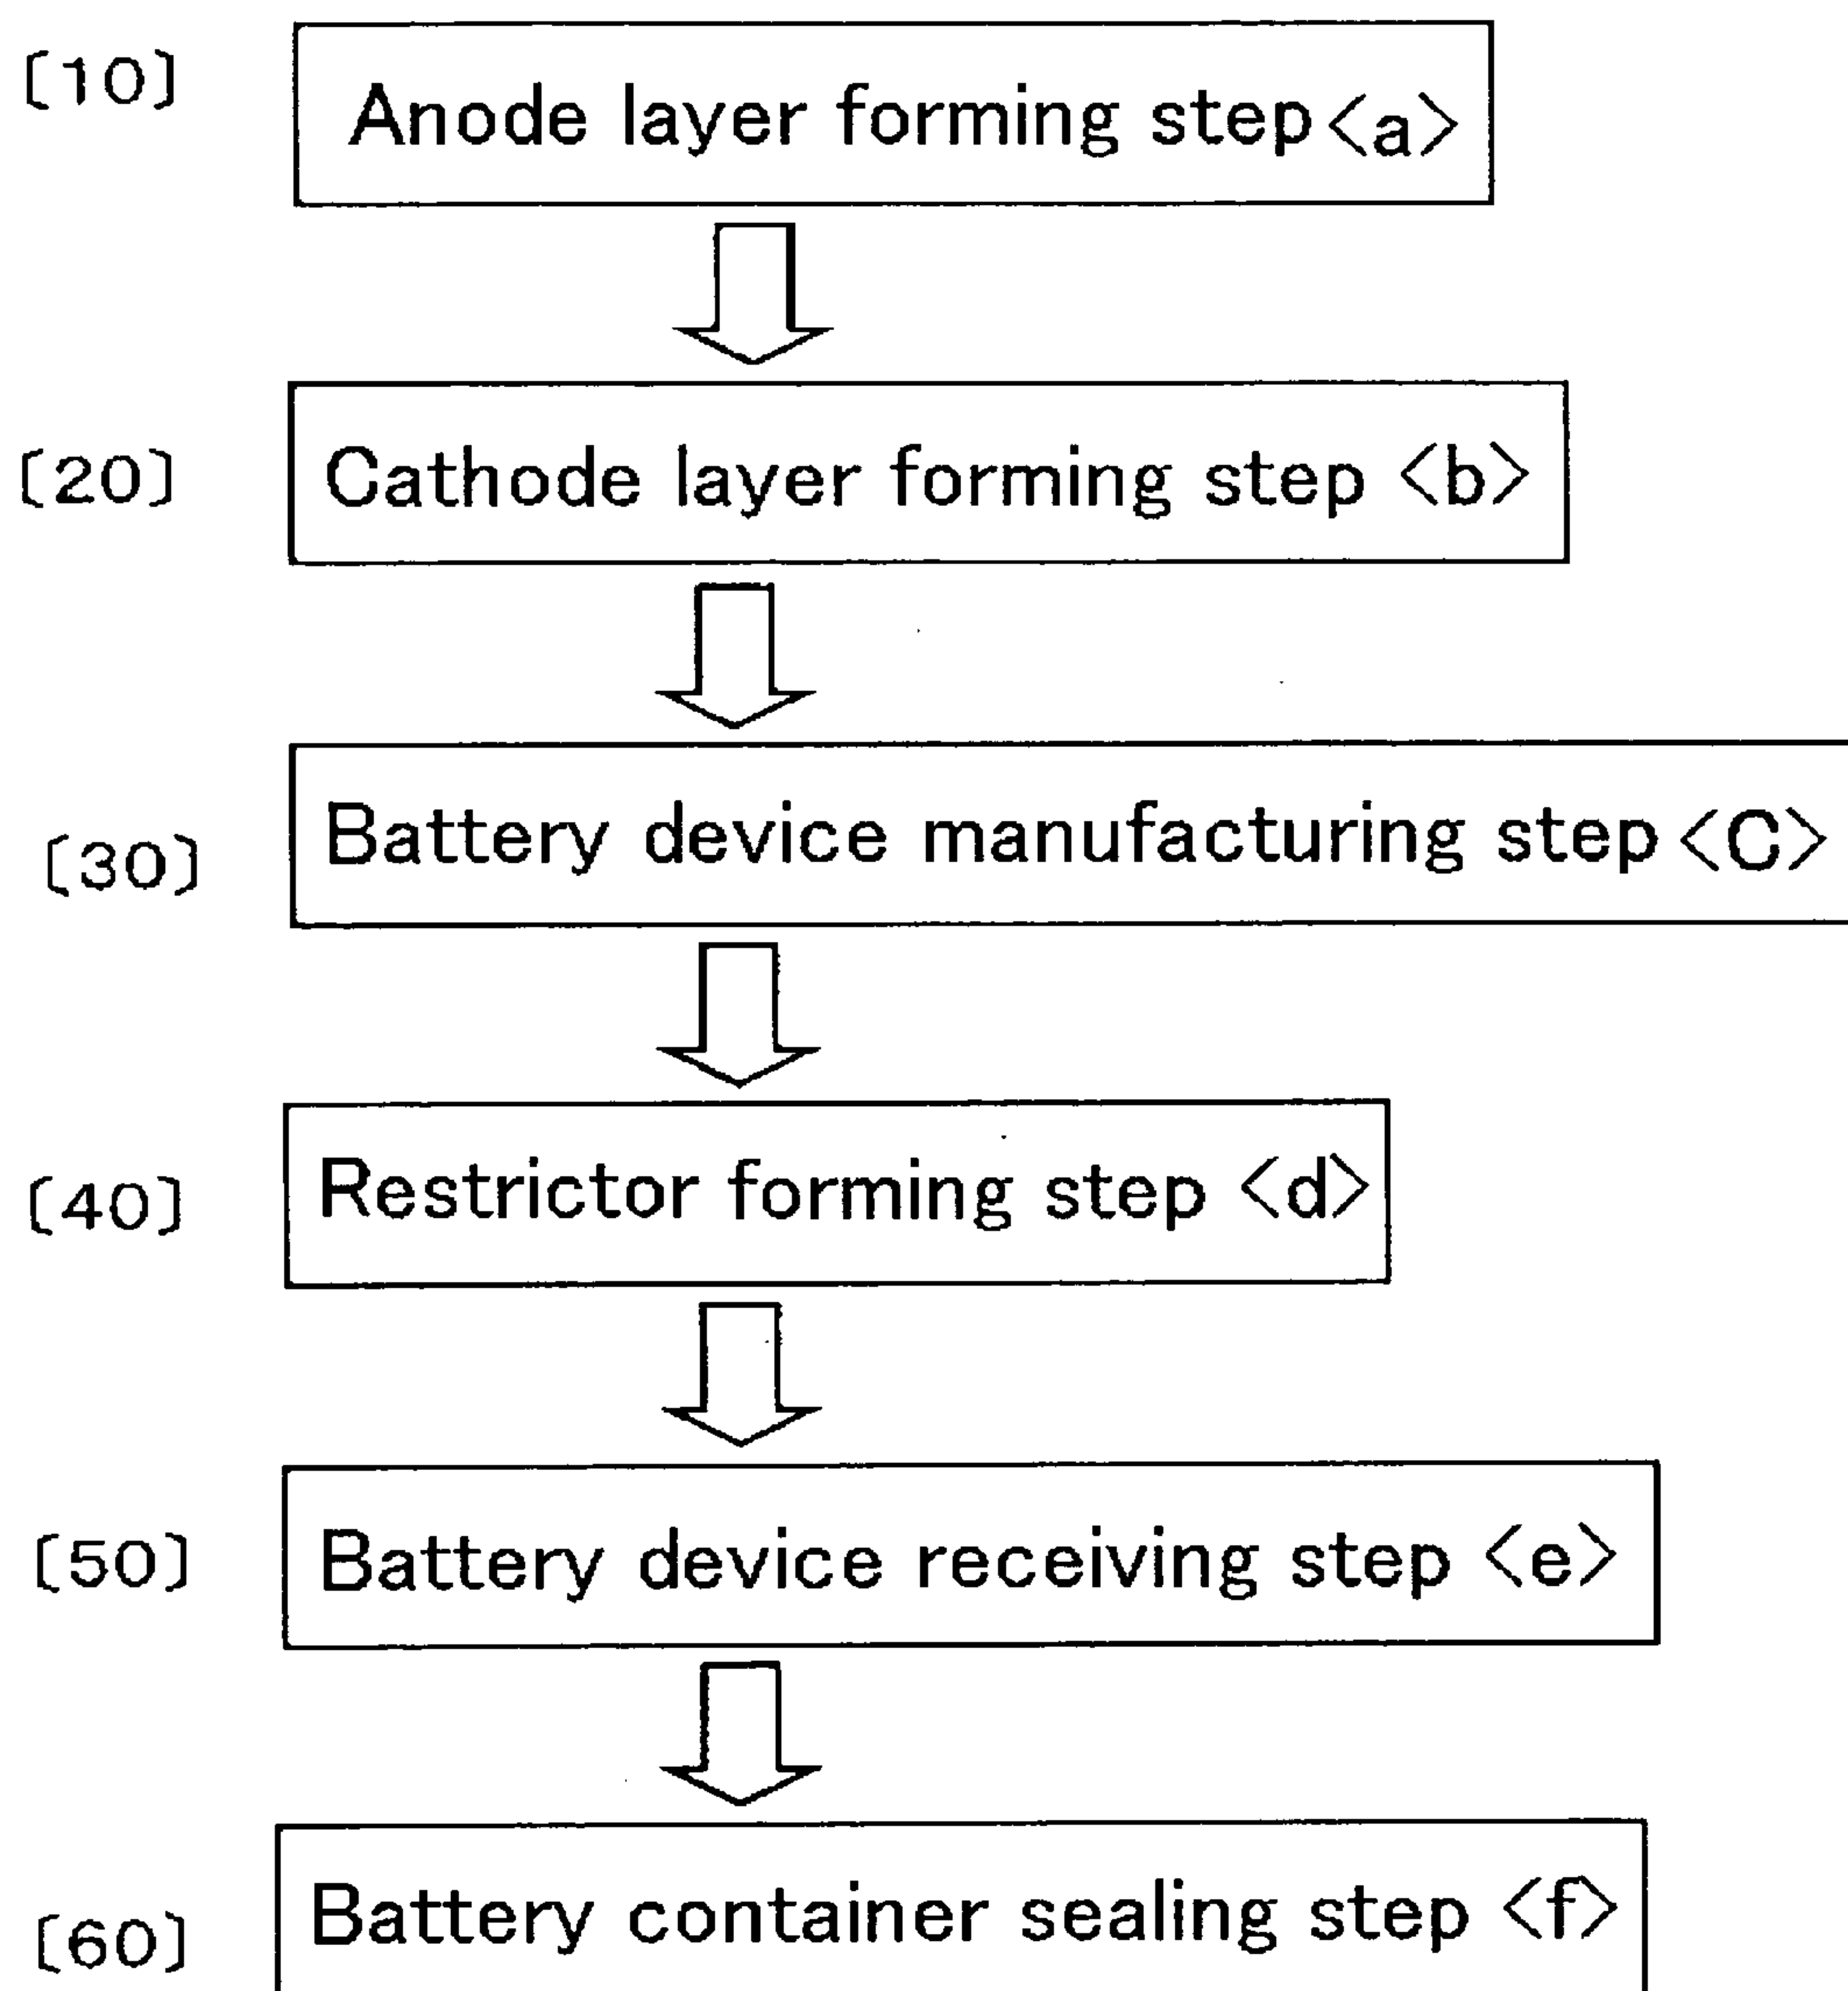 〔10〕 Anode layer forming step<a>
〔20〕 Cathode layer forming step <b>
〔30〕 Battery device manufacturing step<C>
〔40〕 Restrictor forming step <d>
〔50〕 Battery device receiving step <e>
〔60〕 Battery container sealing step <f>